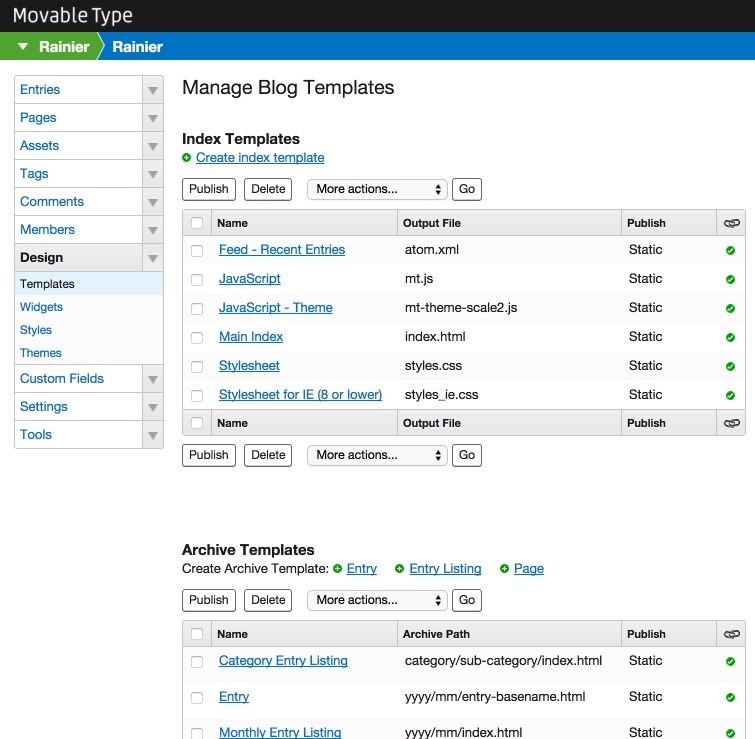 Movable Type
Rainier Rainier
Manage Blog Templates
Entries
Pages
Assets
Tags
Comments
Members
Design
Templates
Widgets
Styles
Themes
Custom Fields
Settings
Tools
Index Templates
Create index template
Publish Delete More actions... Go
Name Output File Publish
Feed - Recent Entries atom.xml Static
JavaScript mt.js Static
JavaScript - Theme mt-theme-scale2.js Static
Main Index index.html Static
Stylesheet styles.css Static
Stylesheet for IE (8 or lower) styles_ie.css Static
Name Output File Publish
Publish Delete More actions... Go
Archive Templates
Create Archive Template: Entry Entry Listing Page
Publish Delete More actions... Go
Name Archive Path Publish
Category Entry Listing category/sub-category/index.html Static
Entry yyyy/mm/entry-basename.html Static
Monthly Entry Listing yyyy/mm/index.html Static